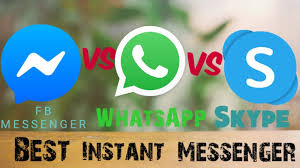 VS VS S
FB MESSENGER WhatsApp Skype
Best instant messenger